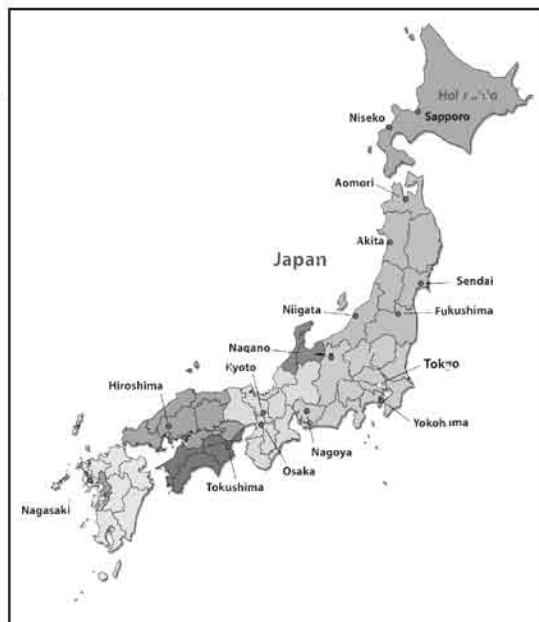 Niseko
Sapporo
Aomori
Akita
Japan
Sendai
Niigata
Fukushima
Nagano
Kyoto
Hiroshima
Nagoya
Osaka
Tokushima
Nagasaki